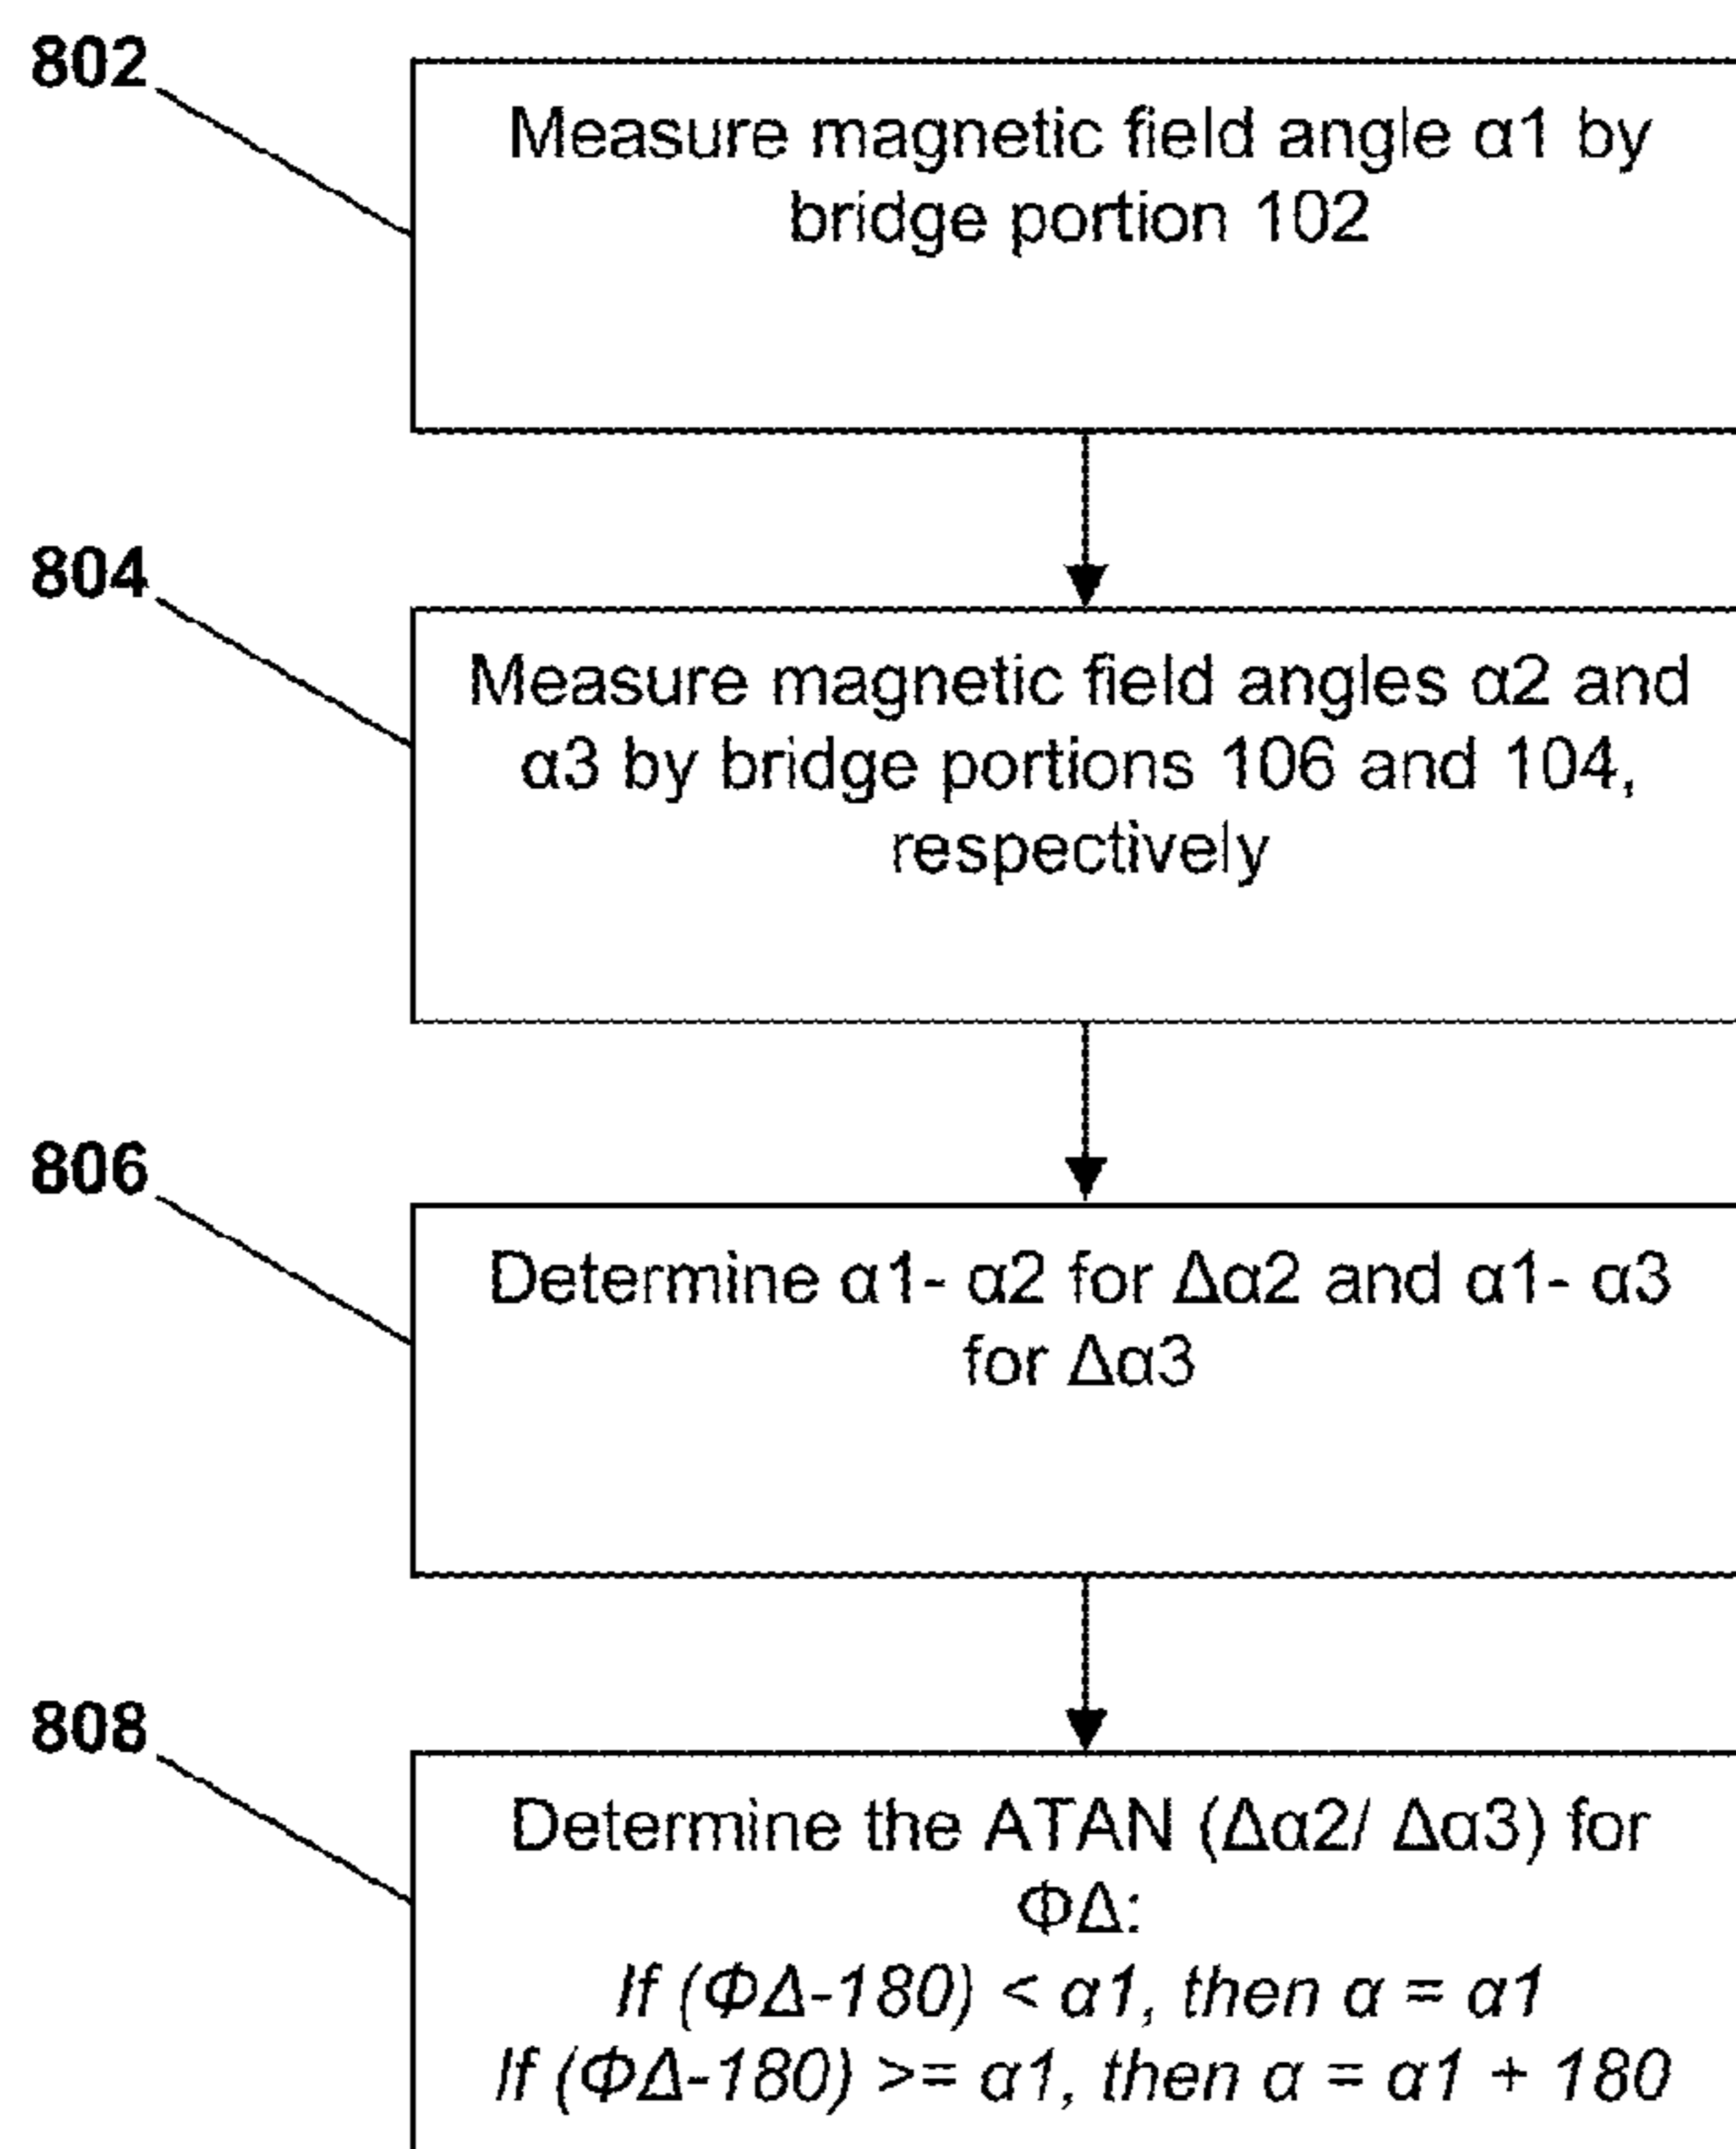 802
Measure magnetic field angle α1 by
bridge portion 102
804
Measure magnetic field angles α2 and
α3 by bridge portions 106 and 104,
respectively
806
Determine α1- α2 for Δα2 and α1- α3
for Δα3
808
Determine the ATAN (Δα2/ Δα3) for
ΦΔ:
If (ΦΔ-180) < α1, then α = α1
If (ΦΔ-180) >= α1, then α = α1 + 180